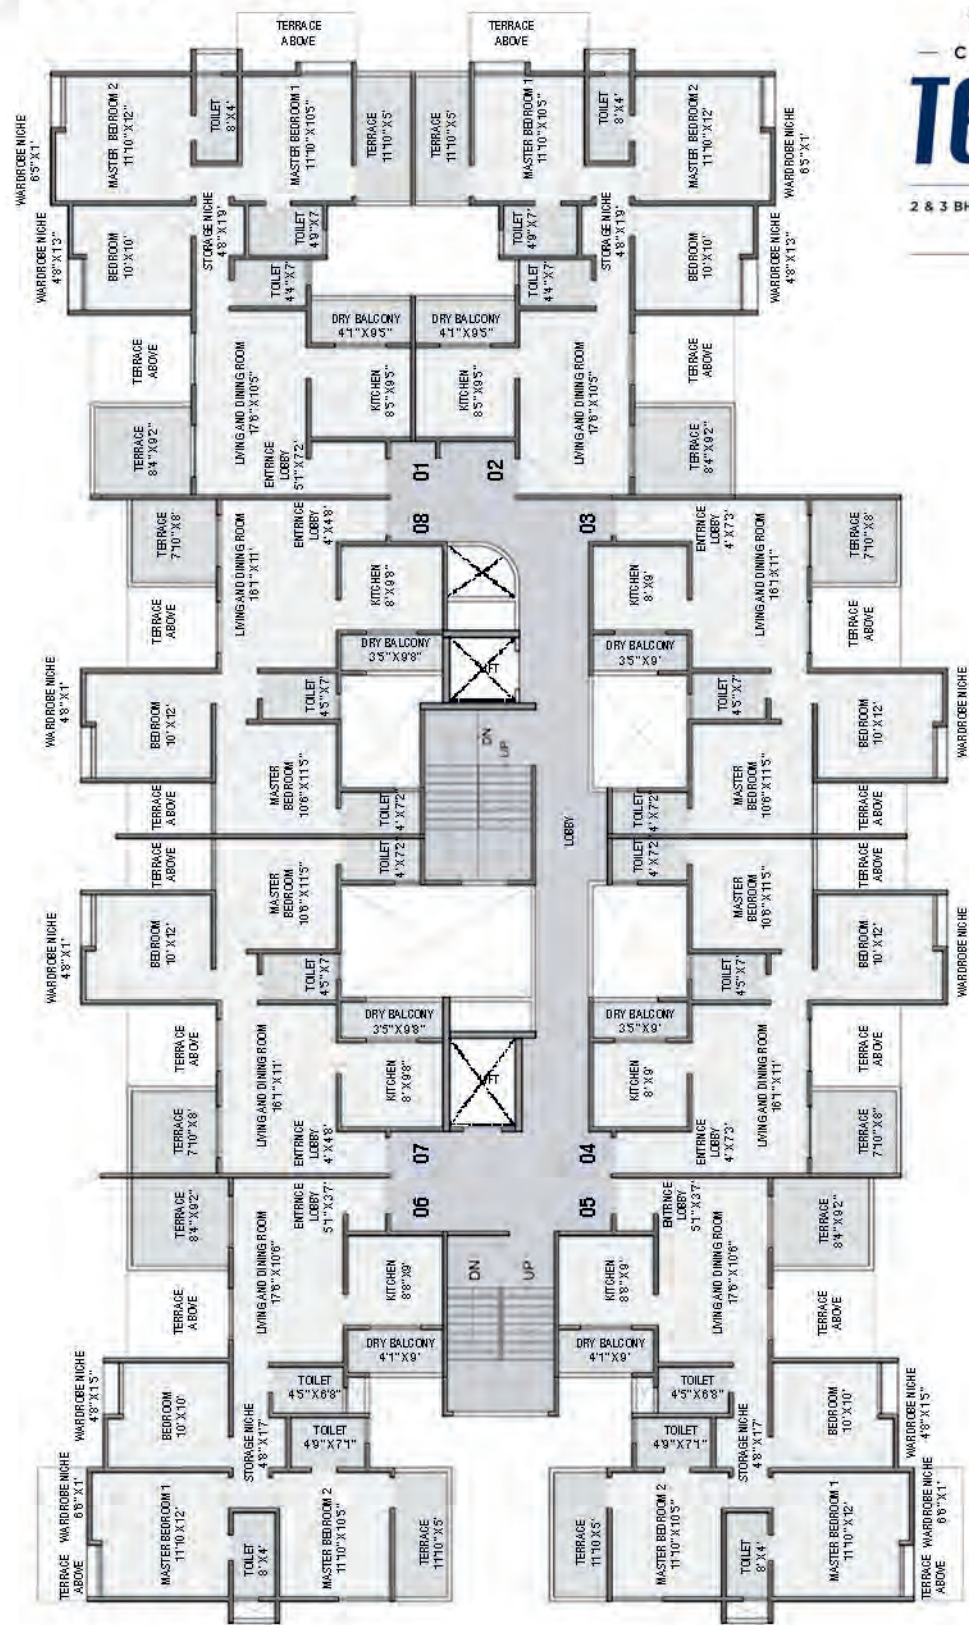 C
TE
2 & 3 BH
TERRACE
ABOVE
TERRACE
ABOVE
WARDROBE NICHE
6'5"X1'
MASTER BEDROOM 2
11'10"X12'
TOILET
8'X4'
MASTER BEDROOM 1
11'10"X10'5"
TERRACE
11'10"X5'
TERRACE
11'10"X5'
MASTER BEDROOM 1
11'10"X10'5"
TOILET
8'X4'
MASTER BEDROOM 2
11'10"X12'
WARDROBE NICHE
6'5"X1'
WARDROBE NICHE
4'8"X1'3"
BEDROOM
10'X10'
STORAGE NICHE
4'8"X1'9'
TOILET
4'9"X7'
TOILET
4'4"X7'
TOILET
4'9"X7'
TOILET
4'4"X7'
STORAGE NICHE
4'8"X1'9'
BEDROOM
10'X10'
WARDROBE NICHE
4'8"X1'3"
DRY BALCONY
4'1"X9'5"
DRY BALCONY
4'1"X9'5"
TERRACE
ABOVE
LIVING AND DINING ROOM
17'6"X10'5"
KITCHEN
8'5"X9'5"
KITCHEN
8'5"X9'5"
LIVING AND DINING ROOM
17'6"X10'5"
TERRACE
ABOVE
TERRACE
8'4"X9'2"
ENTRNCE
LOBBY
5'1"X7'2'
01
02
TERRACE
8'4"X9'2"
TERRACE
7'10"X8'
LIVING AND DINING ROOM
16'1"X11'
ENTRNCE
LOBBY
4'X4'8'
08
03
ENTRNCE
LOBBY
4'X7'3'
LIVING AND DINING ROOM
16'1"X11"
TERRACE
7'10"X8'
TERRACE
ABOVE
KITCHEN
8'X9'8"
KITCHEN
8'X9'
TERRACE
ABOVE
DRY BALCONY
3'5"X9'8"
LIFT
DRY BALCONY
3'5"X9'
WARDROBE NICHE
4'8"X1'
BEDROOM
10'X12'
TOILET
4'5"X7'
TOILET
4'5"X7'
BEDROOM
10'X12'
WARDROBE NICHE
MASTER
BEDROOM
10'6"X11'5"
DN
UP
MASTER
BEDROOM
10'6"X11'5"
TERRACE
ABOVE
TOILET
4'X7'2"
LOBBY
TOILET
4'X7'2'
TERRACE
ABOVE
TERRACE
ABOVE
TOILET
4'X7'2"
TOILET
4'X7'2'
TERRACE
ABOVE
MASTER
BEDROOM
10'6"X11'5"
MASTER
BEDROOM
10'6"X11'5"
WARDROBE NICHE
4'8"X1'
BEDROOM
10'X12'
TOILET
4'5"X7'
TOILET
4'5"X7'
BEDROOM
10'X12'
WARDROBE NICHE
DRY BALCONY
3'5"X9'8"
DRY BALCONY
3'5"X9'
TERRACE
ABOVE
LIVING AND DINING ROOM
16'1"X11'
KITCHEN
8'X9'8"
LIFT
KITCHEN
8'X9'
LIVING AND DINING ROOM
16'1"X11'
TERRACE
ABOVE
TERRACE
7'10"X8'
ENTRNCE
LOBBY
4'X4'8'
07
04
ENTRNCE
LOBBY
4'X7'3'
TERRACE
7'10"X8"
TERRACE
8'4"X9'2"
ENTRNCE
LOBBY
5'1"X3'7'
06
05
ENTRNCE
LOBBY
5'1"X3'7'
TERRACE
8'4"X9'2"
LIVING AND DINING ROOM
17'6"X10'6"
KITCHEN
8'8"X9'
DN
UP
KITCHEN
8'8"X9'
LIVING AND DINING ROOM
17'6"X10'6"
TERRACE
ABOVE
TERRACE
ABOVE
DRY BALCONY
4'1"X9'
DRY BALCONY
4'1"X9'
WARDROBE NICHE
4'8"X1'5"
BEDROOM
10'X10'
TOILET
4'5"X6'8"
TOILET
4'5"X6'8"
BEDROOM
10'X10'
WARDROBE NICHE
4'8"X1'5"
STORAGE NICHE
4'8"X1'7'
TOILET
4'9"X7'1"
TOILET
4'9"X7'1"
STORAGE NICHE
4'8"X1'7'
WARDROBE NICHE
6'6"X1'
TERRACE
ABOVE
MASTER BEDROOM 1
11'10X12'
TOILET
8'X4'
MASTER BEDROOM 2
11'10"X10'5"
TERRACE
11'10"X5'
TERRACE
11'10X5'
MASTER BEDROOM 2
11'10"X10'5"
TOILET
8'X4'
MASTER BEDROOM 1
11'10"X12'
WARDROBE NICHE
6'6"X1'
TERRACE
ABOVE